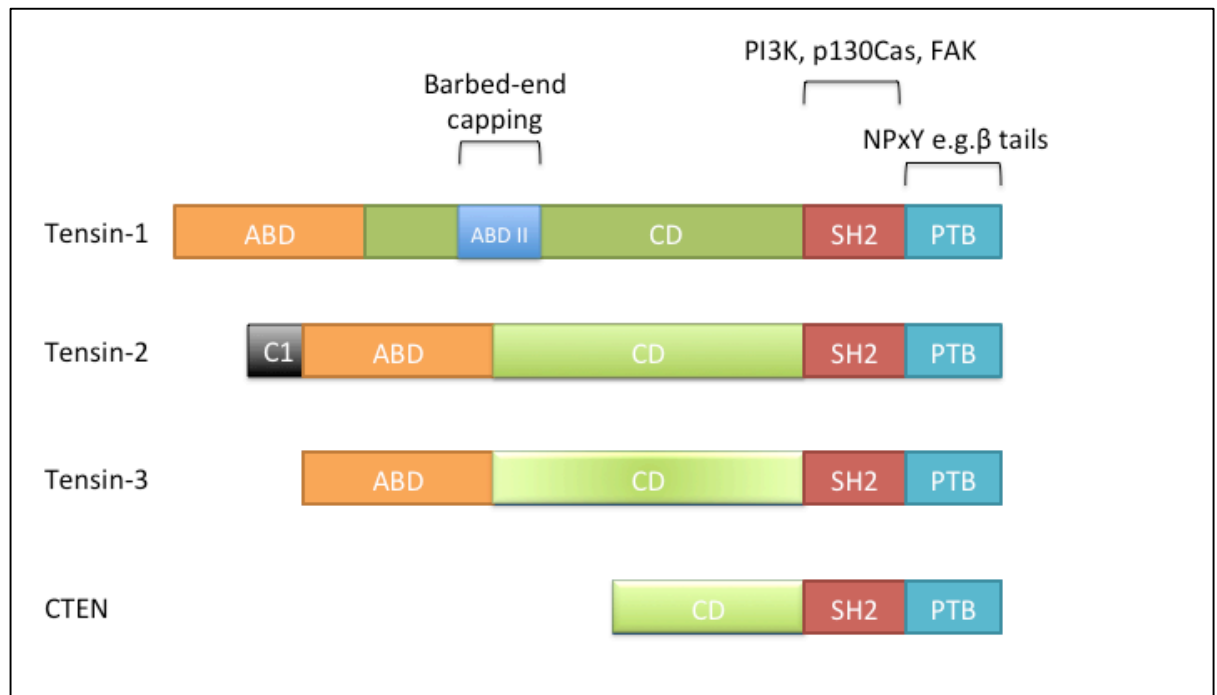 PI3K, p130Cas, FAK
Barbed-end
capping
NPxY e.g.β tails
Tensin-1 ABD ABD II CD SH2 PTB
Tensin-2 C1 ABD CD SH2 PTB
Tensin-3 ABD CD SH2 PTB
CTEN CD SH2 PTB